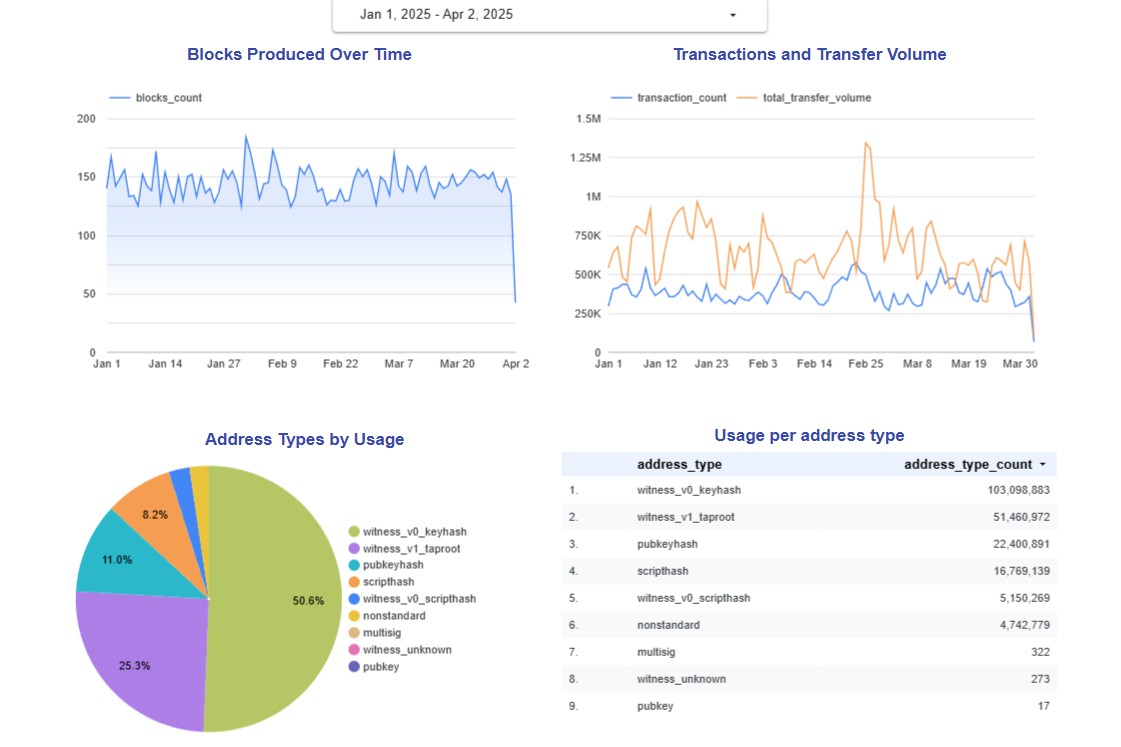 Jan 1, 2025 - Apr 2, 2025
Blocks Produced Over Time
blocks_count
200
150
100
50
0
Jan 1 Jan 14 Jan 27 Feb 9 Feb 22 Mar 7 Mar 20 Apr 2
Transactions and Transfer Volume
transaction_count total_transfer_volume
1.5M
1.25M
1M
750K
500K
250K
0
Jan 1 Jan 12 Jan 23 Feb 3 Feb 14 Feb 25 Mar 8 Mar 19 Mar 30
Address Types by Usage
8.2%
11.0%
50.6%
25.3%
witness_v0_keyhash
witness_v1_taproot
pubkeyhash
scripthash
witness_v0_scripthash
nonstandard
multisig
witness_unknown
pubkey
Usage per address type
address_type address_type_count
1. witness_v0_keyhash 103,098,883
2. witness_v1_taproot 51,460,972
3. pubkeyhash 22,400,891
4. scripthash 16,769,139
5. witness_v0_scripthash 5,150,269
6. nonstandard 4,742,779
7. multisig 322
8. witness_unknown 273
9. pubkey 17